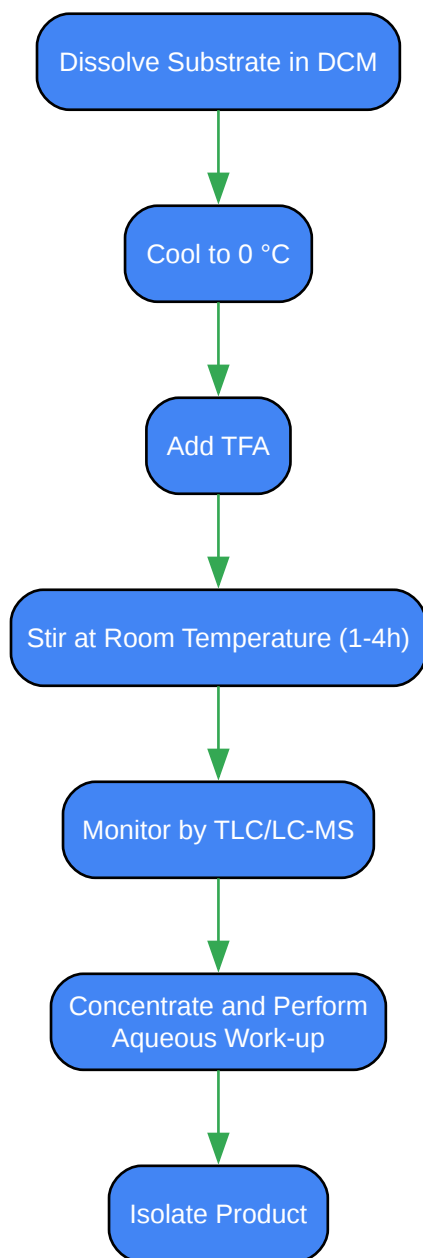 Dissolve Substrate in DCM
Cool to 0 °C
Add TFA
Stir at Room Temperature (1-4h)
Monitor by TLC/LC-MS
Concentrate and Perform
Aqueous Work-up
Isolate Product